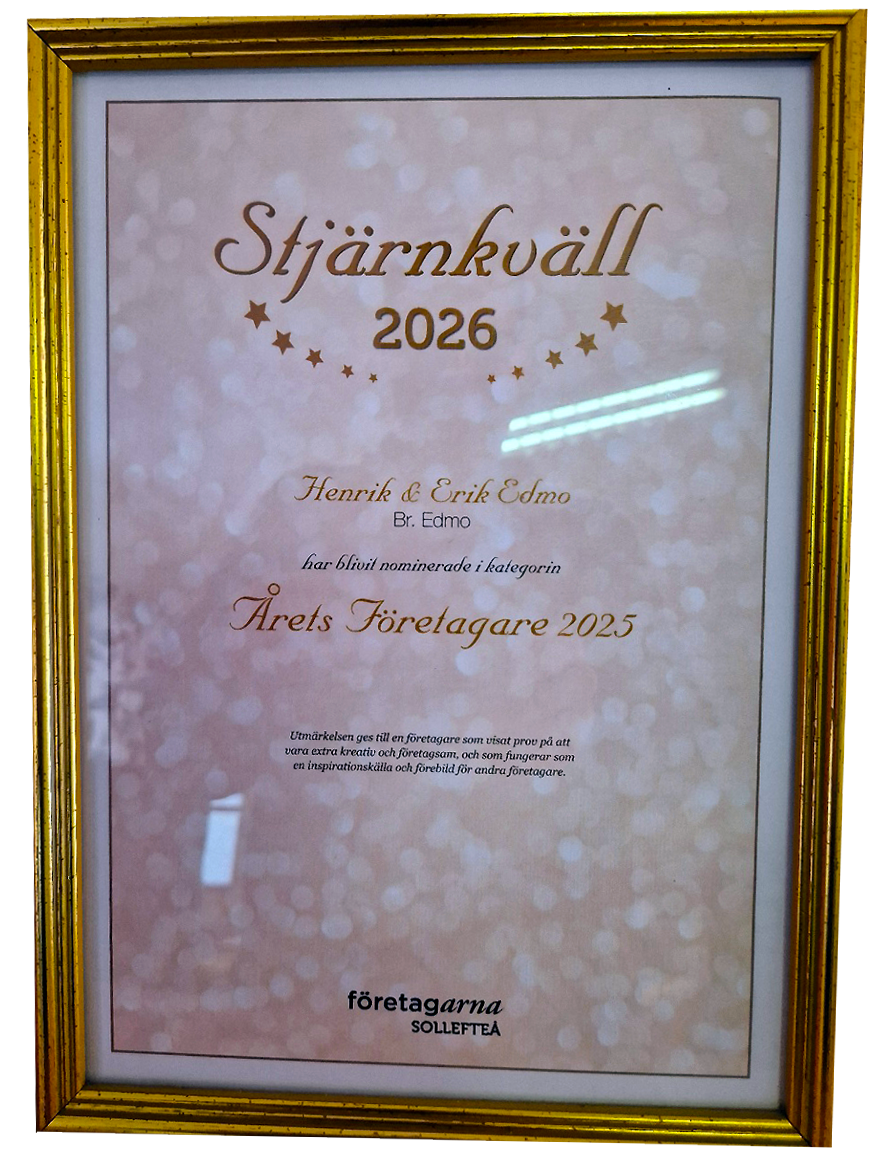 Stjärnkväll
2026
Henrik & Erik Edmo
Br. Edmo
har blivit nominerade i kategorin
Årets Företagare 2025
Utmärkelsen ges till en företagare som visat prov på att
vara extra kreativ och företagsam, och som fungerar som
en inspirationskälla och förebild för andra företagare.
företagarna
SOLLEFTEÅ